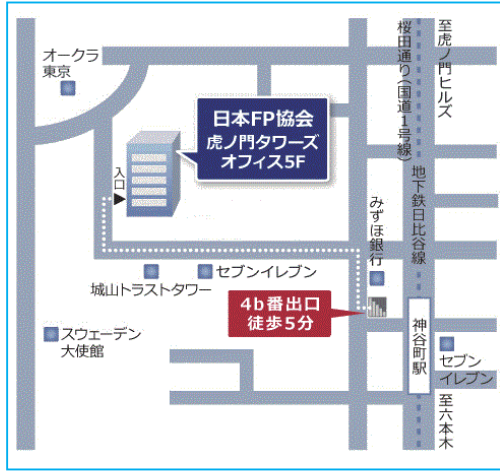 オークラ
東京
日本FP協会
虎ノ門タワーズ
オフィス5F
入口
桜田通り(国道1号線)
至虎ノ門ヒルズ
地下鉄日比谷線
みずほ銀行
城山トラストタワー
セブンイレブン
4b番出口
徒歩5分
スウェーデン
大使館
神谷町駅
セブン
イレブン
至六本木